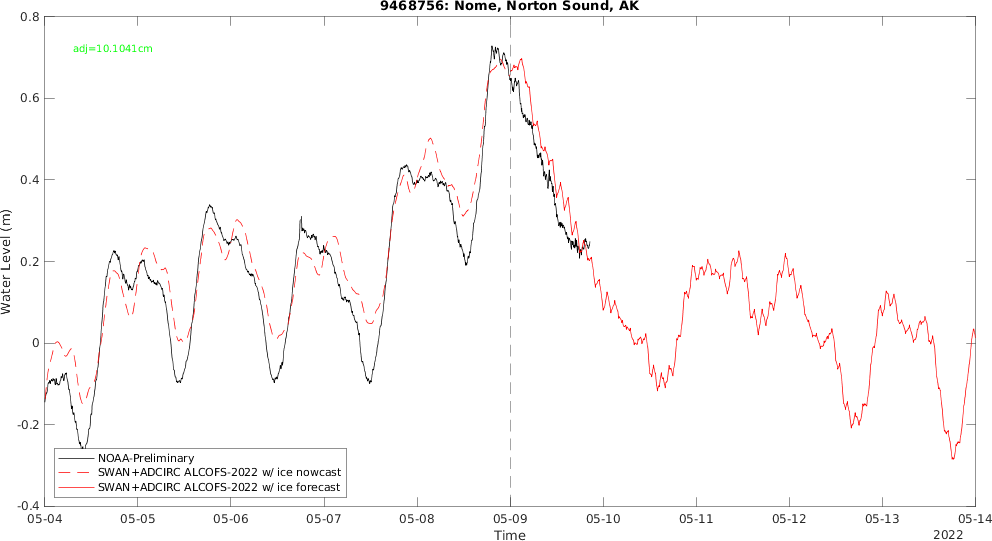 9468756: Nome, Norton Sound, AK
adj=10.1041cm
0.8
0.6
0.4
0.2
0
-0.2
-0.4
Water Level (m)
NOAA-Preliminary
SWAN+ADCIRC ALCOFS-2022 w/ ice nowcast
SWAN+ADCIRC ALCOFS-2022 w/ ice forecast
05-04 05-05 05-06 05-07 05-08 05-09 05-10 05-11 05-12 05-13 05-14
Time
2022